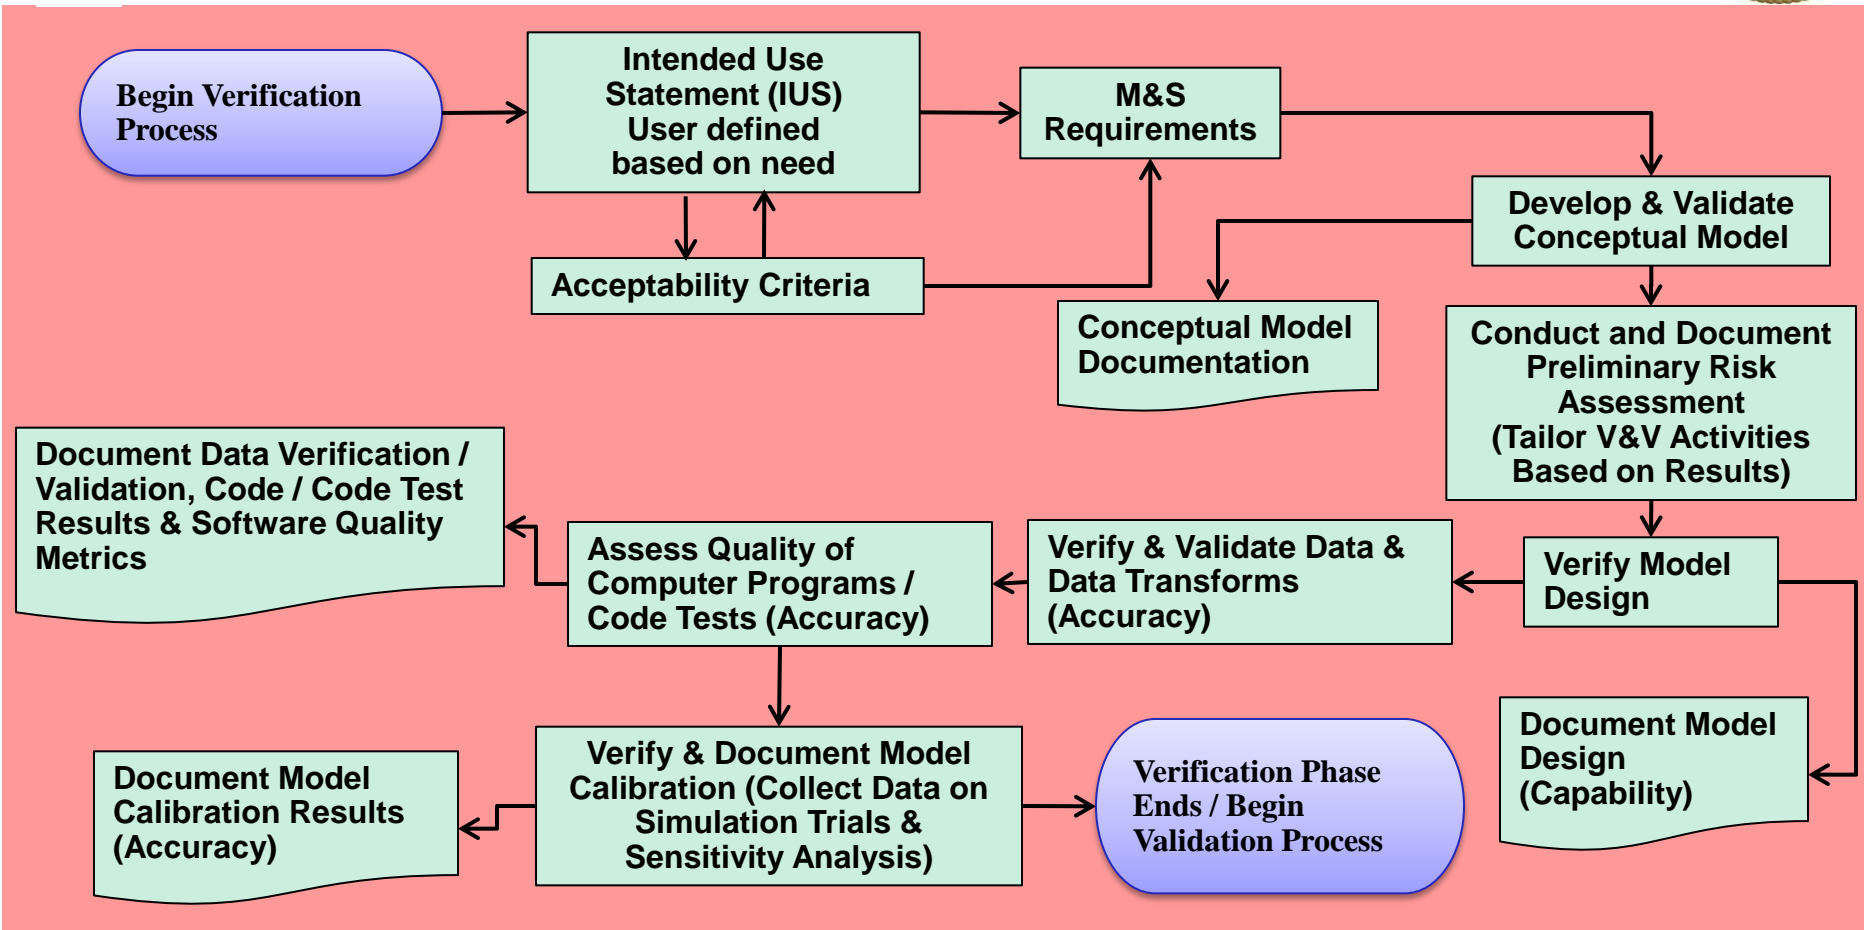 Begin Verification
Process
Intended Use
Statement (IUS)
User defined
based on need
M&S
Requirements
Acceptability Criteria
Develop & Validate
Conceptual Model
Conceptual Model
Documentation
Conduct and Document
Preliminary Risk
Assessment
(Tailor V&V Activities
Based on Results)
Document Data Verification /
Validation, Code / Code Test
Results & Software Quality
Metrics
Assess Quality of
Computer Programs /
Code Tests (Accuracy)
Verify & Validate Data &
Data Transforms
(Accuracy)
Verify Model
Design
Document Model
Calibration Results
(Accuracy)
Verify & Document Model
Calibration (Collect Data on
Simulation Trials &
Sensitivity Analysis)
Verification Phase
Ends / Begin
Validation Process
Document Model
Design
(Capability)